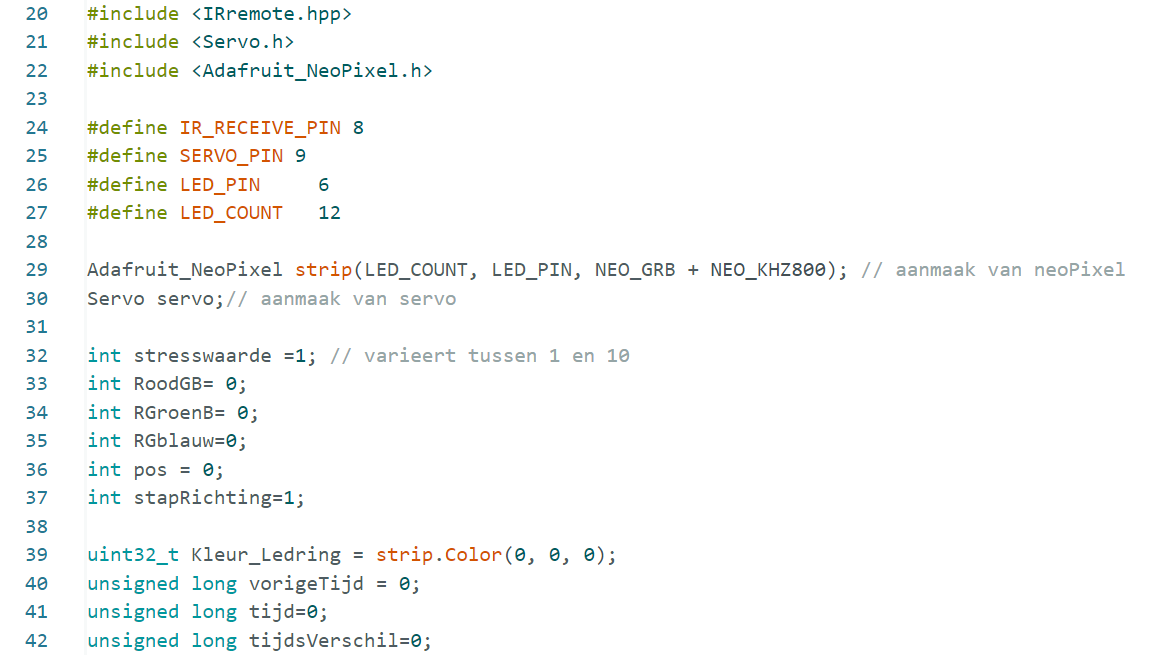 20 #include <IRremote.hpp>
21 #include <Servo.h>
22 #include <Adafruit_NeoPixel.h>
23
24 #define IR_RECEIVE_PIN 8
25 #define SERVO_PIN 9
26 #define LED_PIN     6
27 #define LED_COUNT   12
28
29 Adafruit_NeoPixel strip(LED_COUNT, LED_PIN, NEO_GRB + NEO_KHZ800); // aanmaak van neoPixel
30 Servo servo;// aanmaak van servo
31
32 int stresswaarde =1; // varieert tussen 1 en 10
33 int RoodGB= 0;
34 int RGroenB= 0;
35 int RGblauw=0;
36 int pos = 0;
37 int stapRichting=1;
38
39 uint32_t Kleur_Ledring = strip.Color(0, 0, 0);
40 unsigned long vorigeTijd = 0;
41 unsigned long tijd=0;
42 unsigned long tijdsVerschil=0;